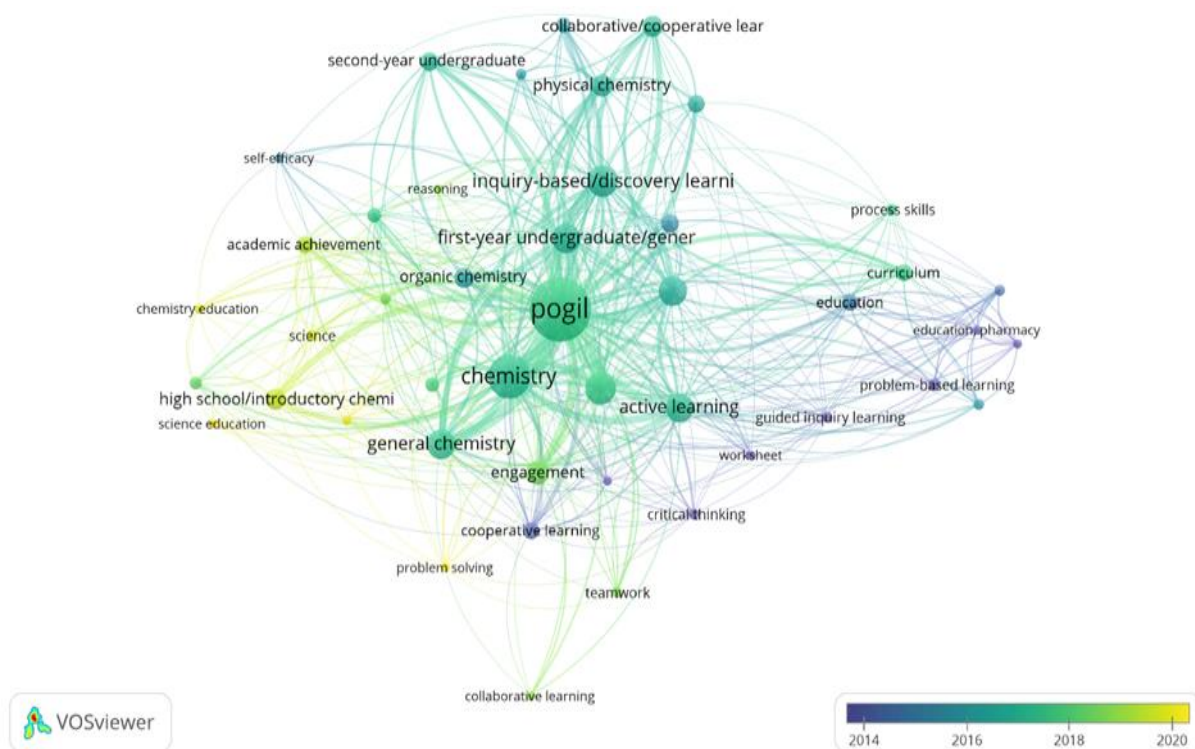 collaborative/cooperative lear
second-year undergraduate
physical chemistry
self-efficacy
inquiry-based/discovery learni
reasoning
process skills
first-year undergraduate/gener
academic achievement
curriculum
organic chemistry
education
chemistry education
pogil
education, pharmacy
science
chemistry
problem-based learning
high school/introductory chemi
active learning
guided inquiry learning
science education
general chemistry
worksheet
engagement
critical thinking
cooperative learning
problem solving
teamwork
collaborative learning
VOSviewer
2014 2016 2018 2020